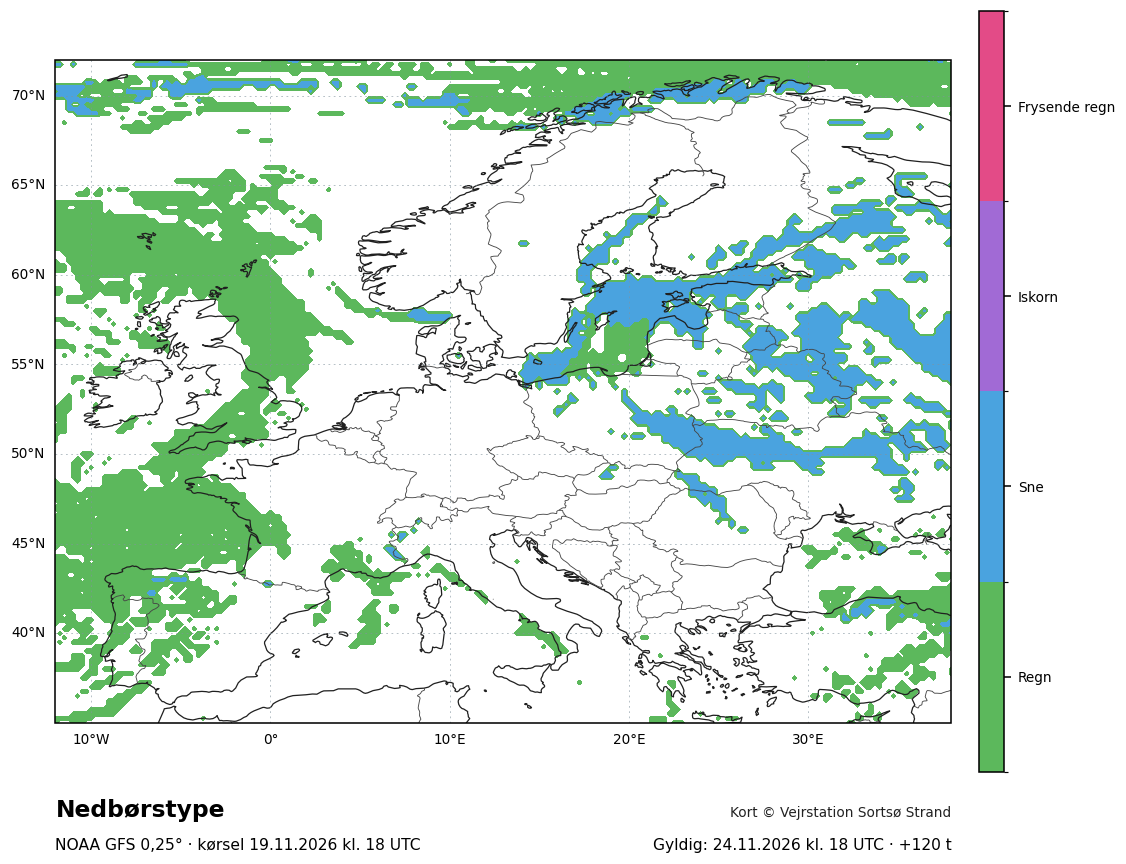 70°N
65°N
60°N
55°N
50°N
45°N
40°N
10°W
0°
10°E
20°E
30°E
Frysende regn
Iskorn
Sne
Regn
Nedbørstype
Kort © Vejrstation Sortsø Strand
NOAA GFS 0,25° · kørsel 19.11.2026 kl. 18 UTC
Gyldig: 24.11.2026 kl. 18 UTC · +120 t